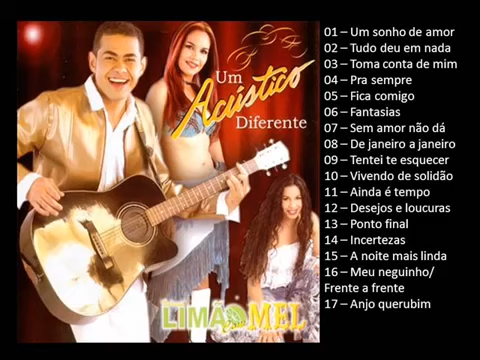 Um
Acústico
Diferente
LIMÃO com MEL
01 – Um sonho de amor
02 – Tudo deu em nada
03 – Toma conta de mim
04 – Pra sempre
05 – Fica comigo
06 – Fantasias
07 – Sem amor não dá
08 – De janeiro a janeiro
09 – Tentei te esquecer
10 – Vivendo de solidão
11 – Ainda é tempo
12 – Desejos e loucuras
13 – Ponto final
14 – Incertezas
15 – A noite mais linda
16 – Meu neguinho/
Frente a frente
17 – Anjo querubim